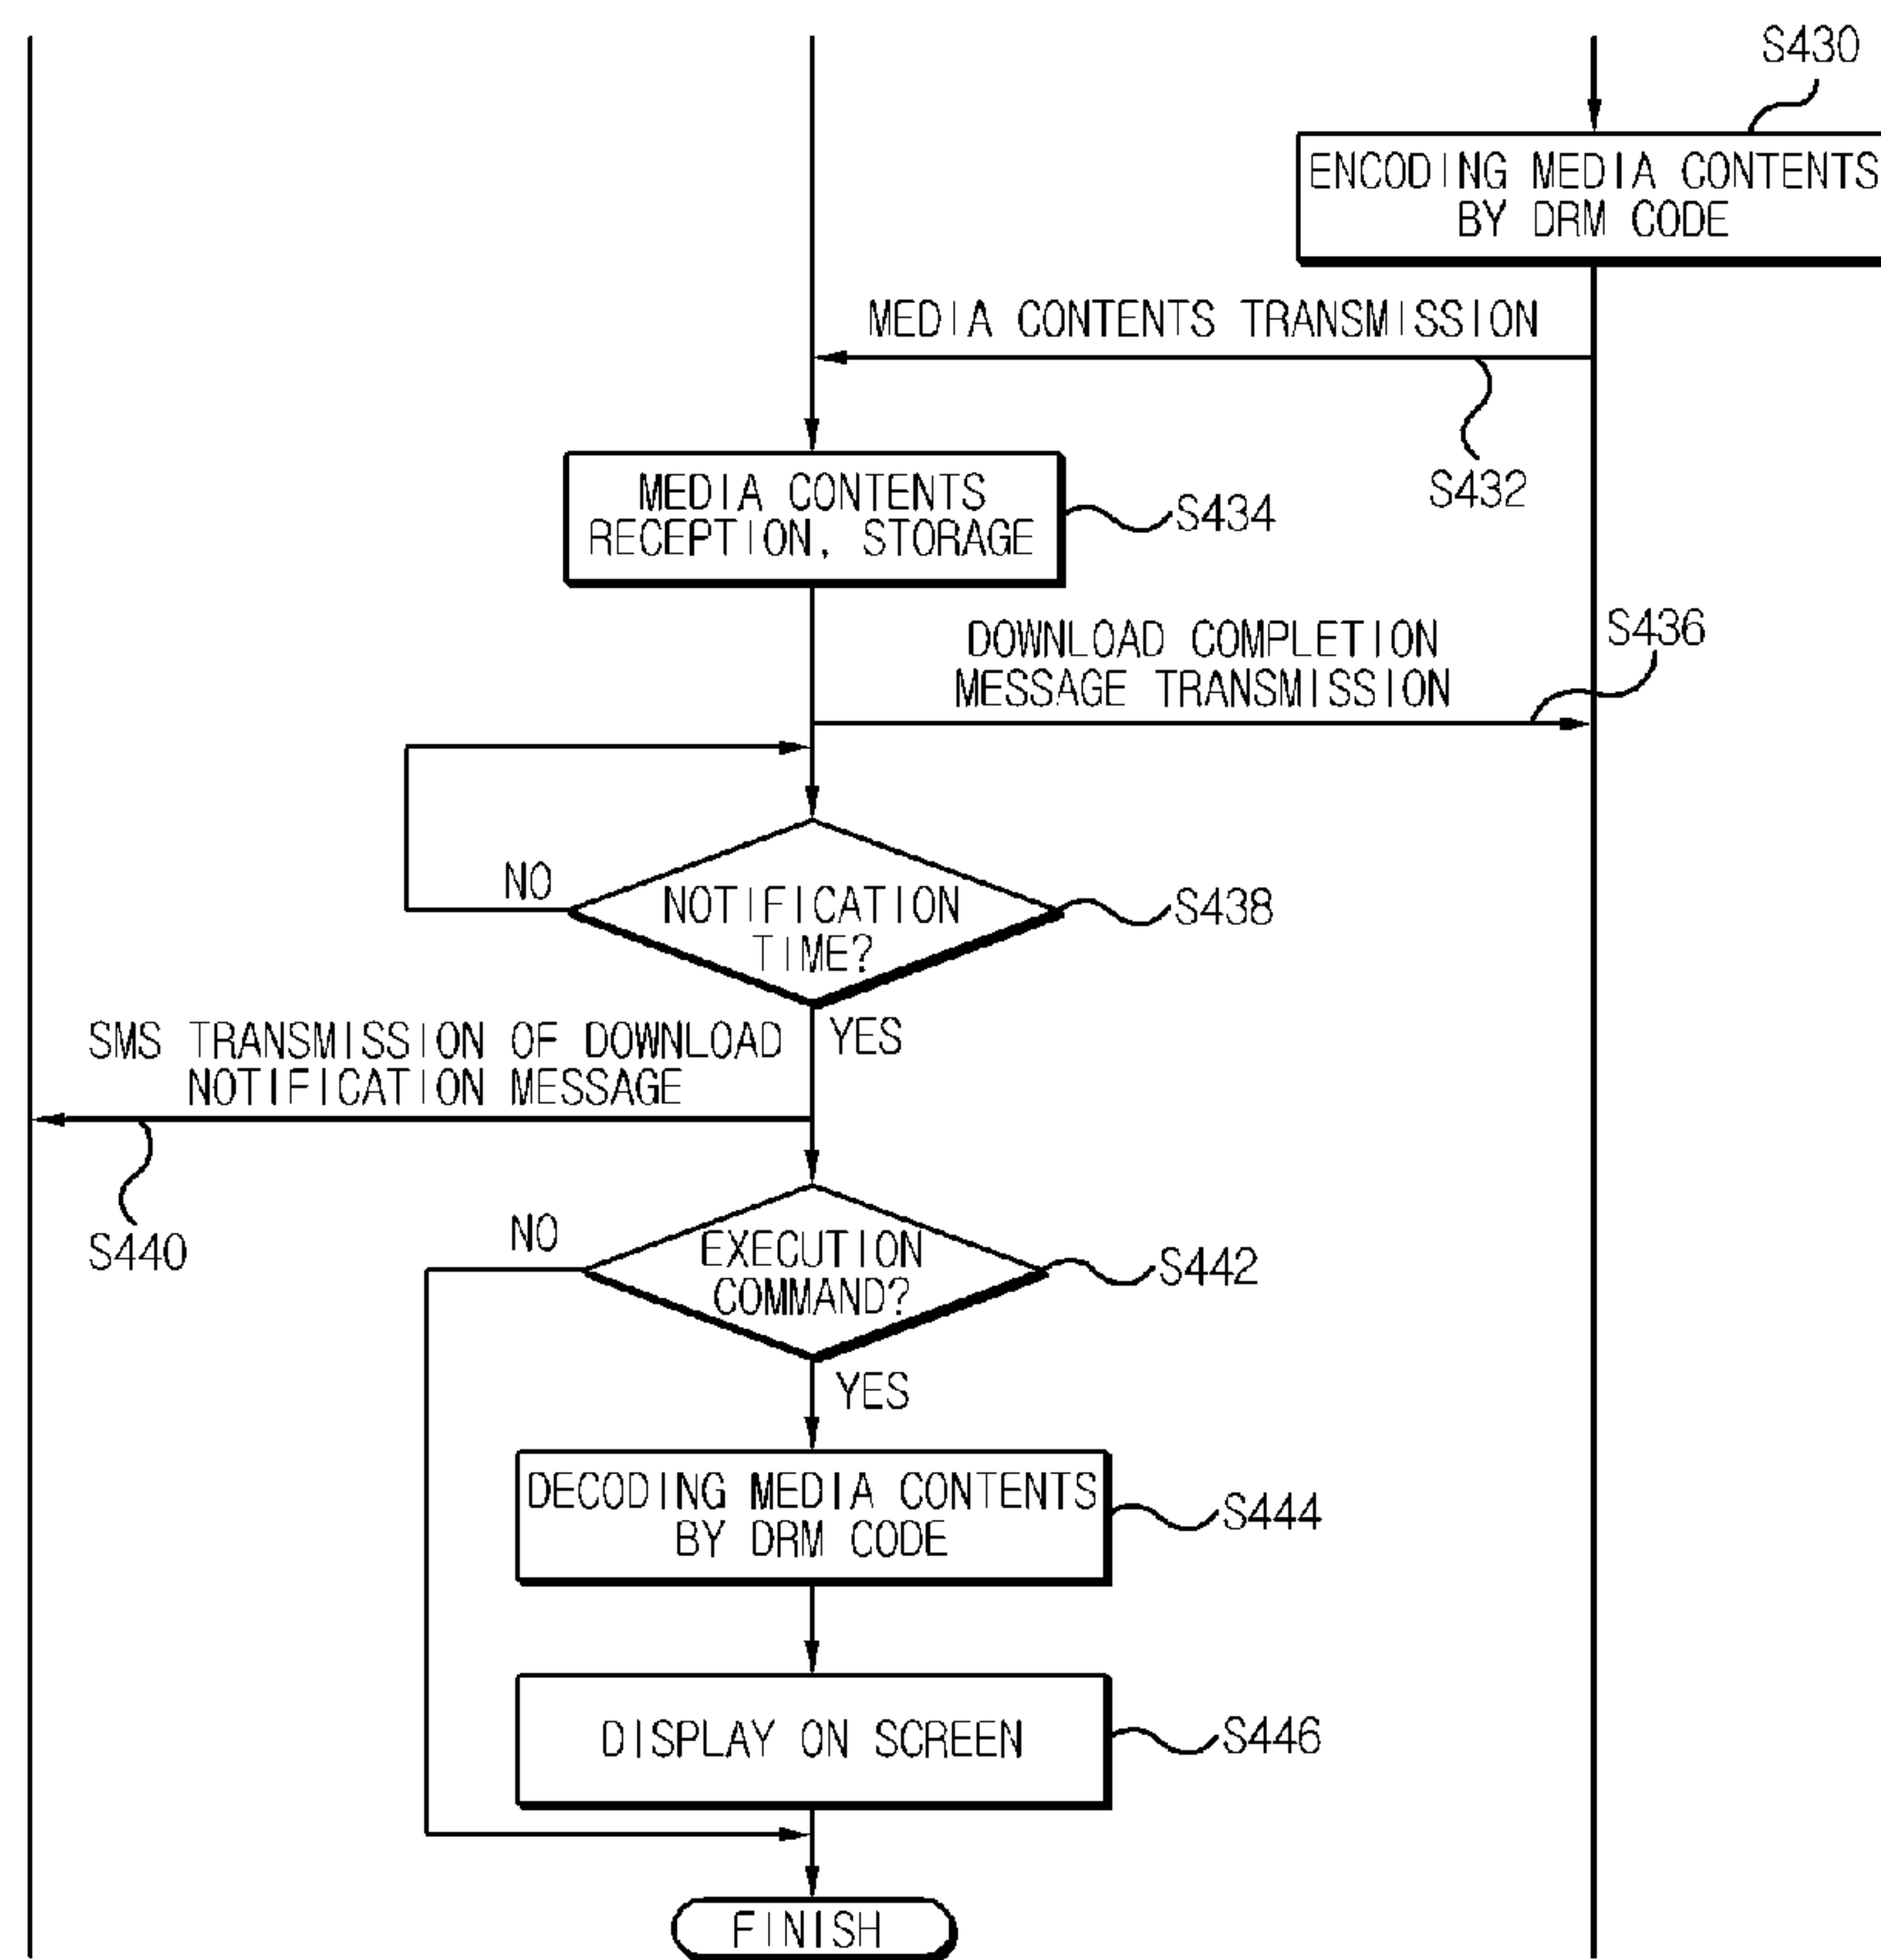 S430
ENCODING MEDIA CONTENTS
BY DRM CODE
MEDIA CONTENTS TRANSMISSION
S432
MEDIA CONTENTS
RECEPTION, STORAGE
S434
S436
DOWNLOAD COMPLETION
MESSAGE TRANSMISSION
NO
NOTIFICATION
TIME?
S438
YES
SMS TRANSMISSION OF DOWNLOAD
NOTIFICATION MESSAGE
S440
NO
EXECUTION
COMMAND?
S442
YES
DECODING MEDIA CONTENTS
BY DRM CODE
S444
DISPLAY ON SCREEN
S446
FINISH